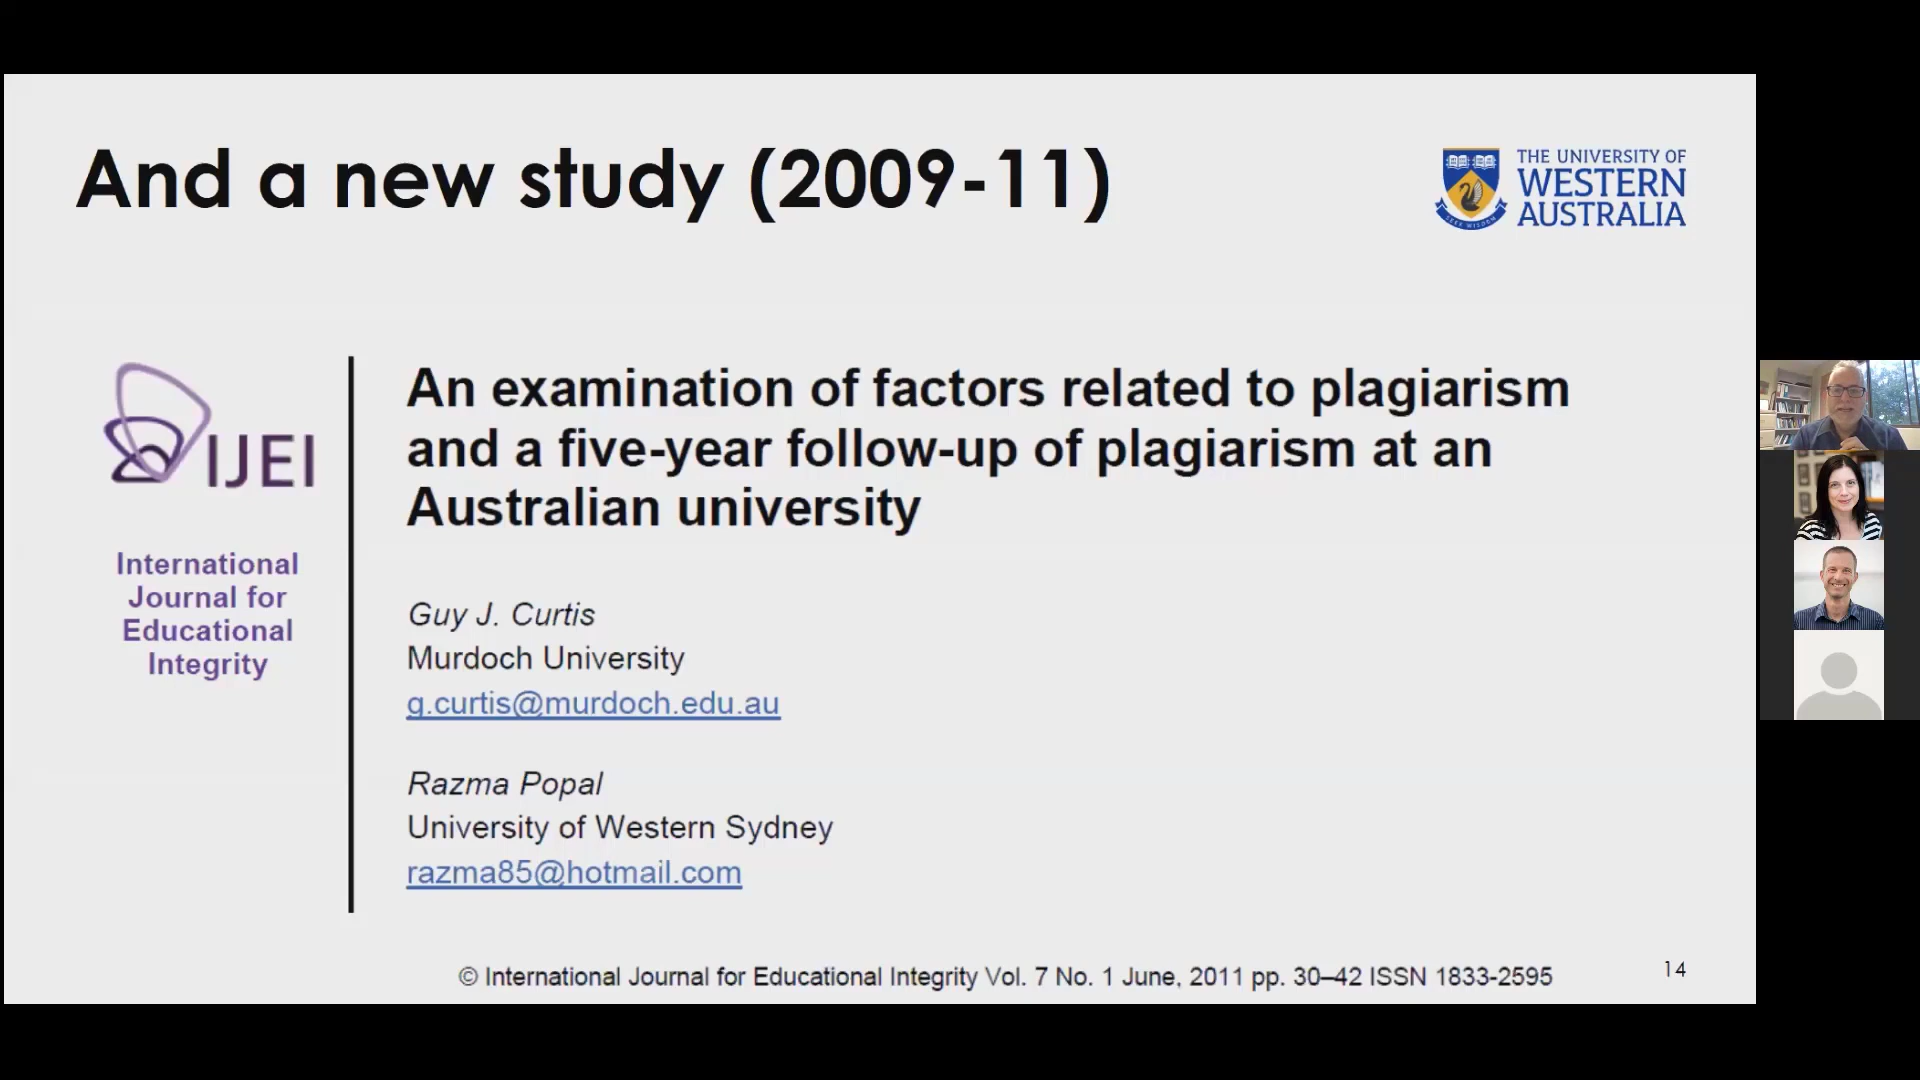 And a new study (2009-11)
THE UNIVERSITY OF
WESTERN
AUSTRALIA
SEEK WISDOM
IJEI
International
Journal for
Educational
Integrity
An examination of factors related to plagiarism
and a five-year follow-up of plagiarism at an
Australian university
Guy J. Curtis
Murdoch University
g.curtis@murdoch.edu.au
Razma Popal
University of Western Sydney
razma85@hotmail.com
© International Journal for Educational Integrity Vol. 7 No. 1 June, 2011 pp. 30–42 ISSN 1833-2595
14